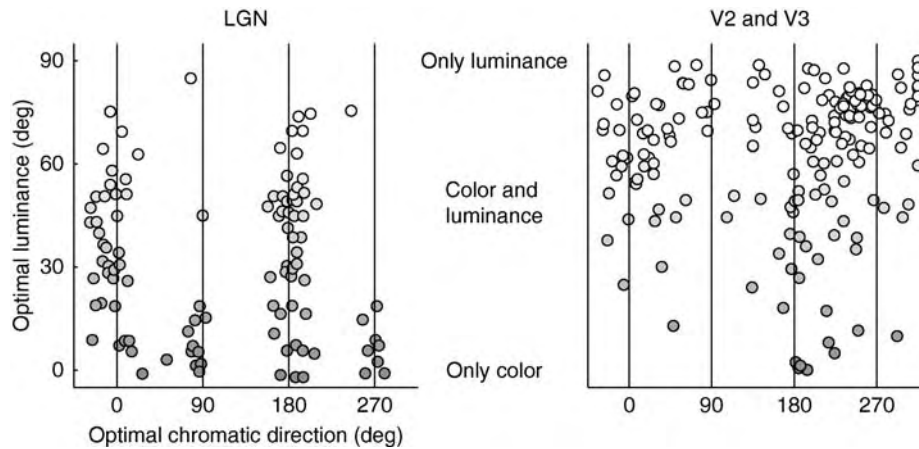 LGN
V2 and V3
90
60
30
0
Optimal luminance (deg)
Only luminance
Color and
luminance
Only color
0 90 180 270
0 90 180 270
Optimal chromatic direction (deg)